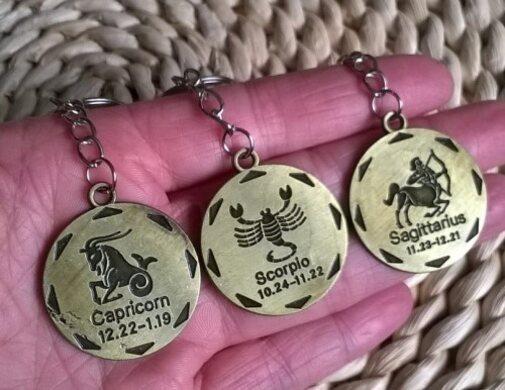 Capricorn
12.22-1.19
Scorpio
10.24-11.22
Sagittarius
11.23-12.21